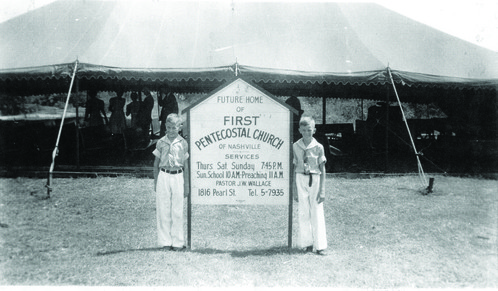 FUTURE HOME
OF
FIRST
PENTECOSTAL CHURCH
OF NASHVILLE
SERVICES
Thurs Sat Sunday 7:45 P.M.
Sun. School 10 A.M-Preaching 11 A.M
PASTOR J.W. WALLACE
1816 Pearl St. Tel. 5-7935